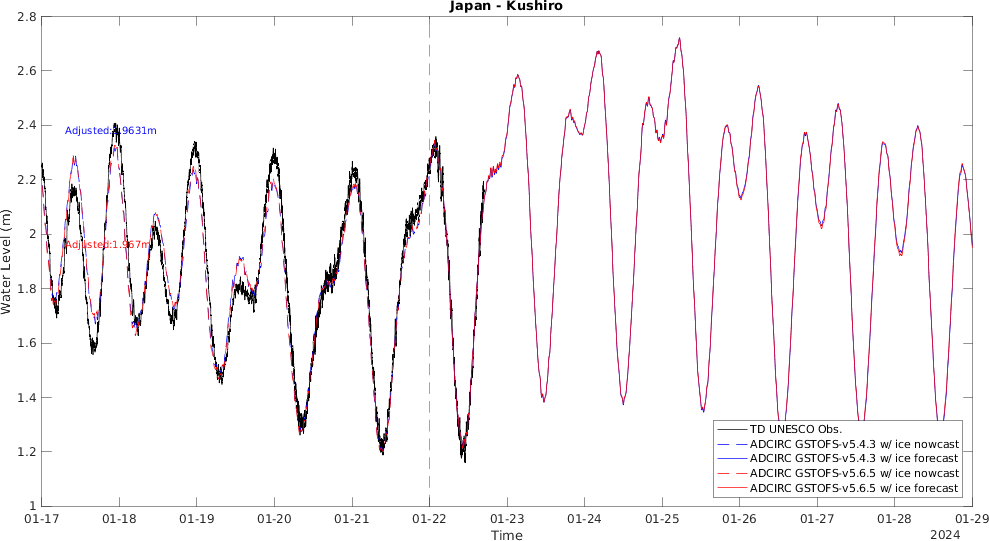 Japan - Kushiro
2.8
2.6
2.4
2.2
2
1.8
1.6
1.4
1.2
1
Water Level (m)
Adjusted:1.9631m
Adjusted:1.967m
TD UNESCO Obs.
ADCIRC GSTOFS-v5.4.3 w/ ice nowcast
ADCIRC GSTOFS-v5.4.3 w/ ice forecast
ADCIRC GSTOFS-v5.6.5 w/ ice nowcast
ADCIRC GSTOFS-v5.6.5 w/ ice forecast
01-17 01-18 01-19 01-20 01-21 01-22 01-23 01-24 01-25 01-26 01-27 01-28 01-29
Time
2024